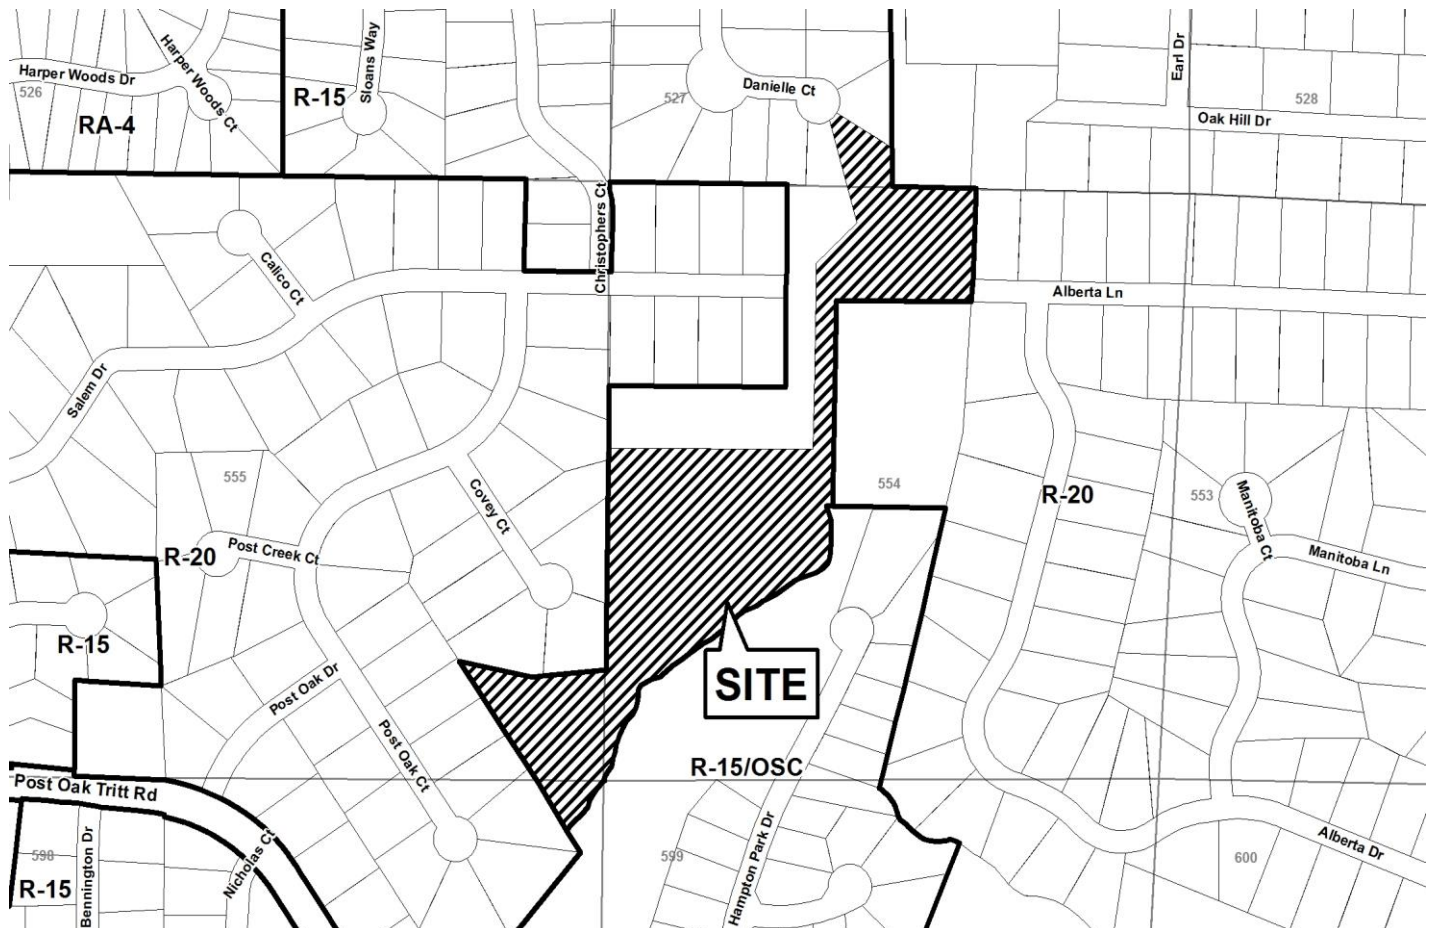 Harper Woods Dr
526
RA-4
Harper Woods Ct
R-15
Sloans Way
527
Danielle Ct
Earl Dr
528
Oak Hill Dr
Christophers Ct
Calico Ct
Alberta Ln
Salem Dr
555
Covey Ct
554
R-20
553
Manitoba Ct
Manitoba Ln
R-20
Post Creek Ct
R-15
Post Oak Dr
SITE
Post Oak Ct
R-15/OSC
Post Oak Tritt Rd
Hampton Park Dr
Alberta Dr
598
Nicholas Ct
Bennington Dr
R-15
599
600